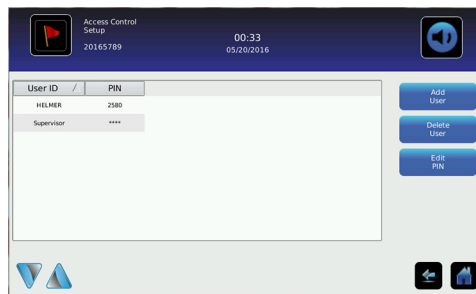 Access Control
Setup
20165789
00:33
05/20/2016
User ID / PIN
HELMER 2580
Supervisor ****
Add
User
Delete
User
Edit
PIN